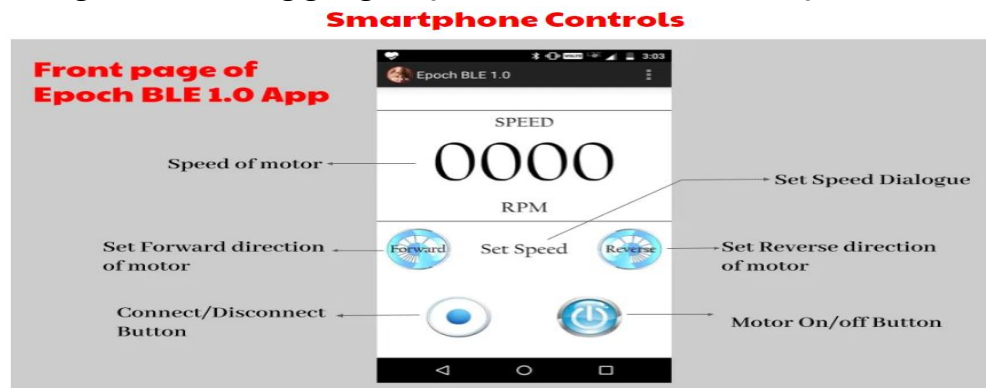 Smartphone Controls
Front page of
Epoch BLE 1.0 App
3:03
Epoch BLE 1.0
SPEED
Speed of motor
0000
Set Speed Dialogue
RPM
Set Forward direction
of motor
Forward
Set Speed
Reverse
Set Reverse direction
of motor
Connect/Disconnect
Button
Motor On/off Button